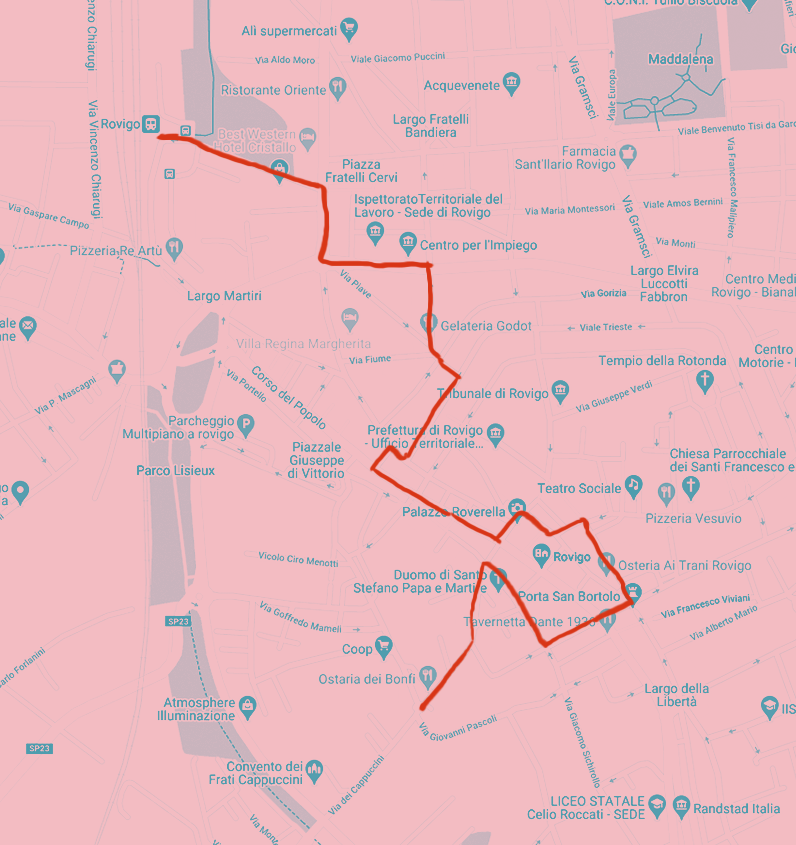 C.O.N.I. Tullio Biscuola
Via Vincenzo Chiarugi
Alì supermercati
Via Aldo Moro
Viale Giacomo Puccini
Maddalena
Via Gramsci
Viale Europa
Ristorante Oriente
Acquevenete
Largo Fratelli
Bandiera
Rovigo
Best Western
Hotel Cristallo
Viale Benvenuto Tisi da Garo
Via Vincenzo Chiarugi
Piazza
Fratelli Cervi
Farmacia
Sant'Ilario Rovigo
Via Francesco Malipiero
IspettoratoTerritoriale del
Lavoro - Sede di Rovigo
Via Maria Montessori
Viale Amos Bernini
Via Gaspare Campo
Via Gramsci
Pizzeria Re Artù
Centro per l'Impiego
Via Monti
Largo Elvira
Luccotti
Fabbron
Centro Medi
Rovigo - Bianal
Via Piave
Largo Martiri
Via Gorizia
Gelateria Godot
Viale Trieste
Villa Regina Margherita
Via Fiume
Tempio della Rotonda
Centro
Motorie -
Via P. Mascagni
Via Portello
Corso del Popolo
Tribunale di Rovigo
Via Giuseppe Verdi
Parcheggio
Multipiano a rovigo
Prefettura di Rovigo
- Ufficio Territoriale...
Piazzale
Giuseppe
di Vittorio
Parco Lisieux
Chiesa Parrocchiale
dei Santi Francesco e
Teatro Sociale
Palazzo Roverella
Pizzeria Vesuvio
Vicolo Ciro Menotti
Rovigo
Osteria Ai Trani Rovigo
Duomo di Santo
Stefano Papa e Martire
Porta San Bortolo
Via Francesco Viviani
Via Alberto Mario
Via Goffredo Mameli
SP23
Tavernetta Dante 1936
Coop
Ostaria dei Bonfi
Largo della
Libertà
Atmosphere
Illuminazione
IIS
Via Giovanni Pascoli
Via Giacomo Sichirollo
SP23
Convento dei
Frati Cappuccini
Via dei Cappuccini
LICEO STATALE
Celio Roccati - SEDE
Randstad Italia